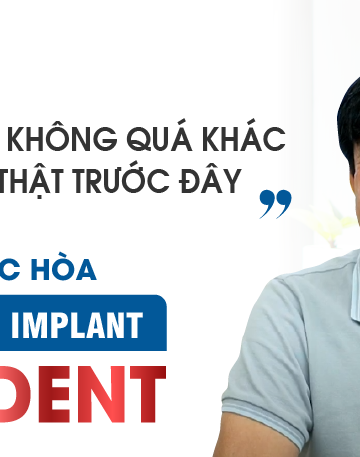 KHÔNG QUÁ KHÁC
THẬT TRƯỚC ĐÂY ”
C HÒA
IMPLANT
DENT